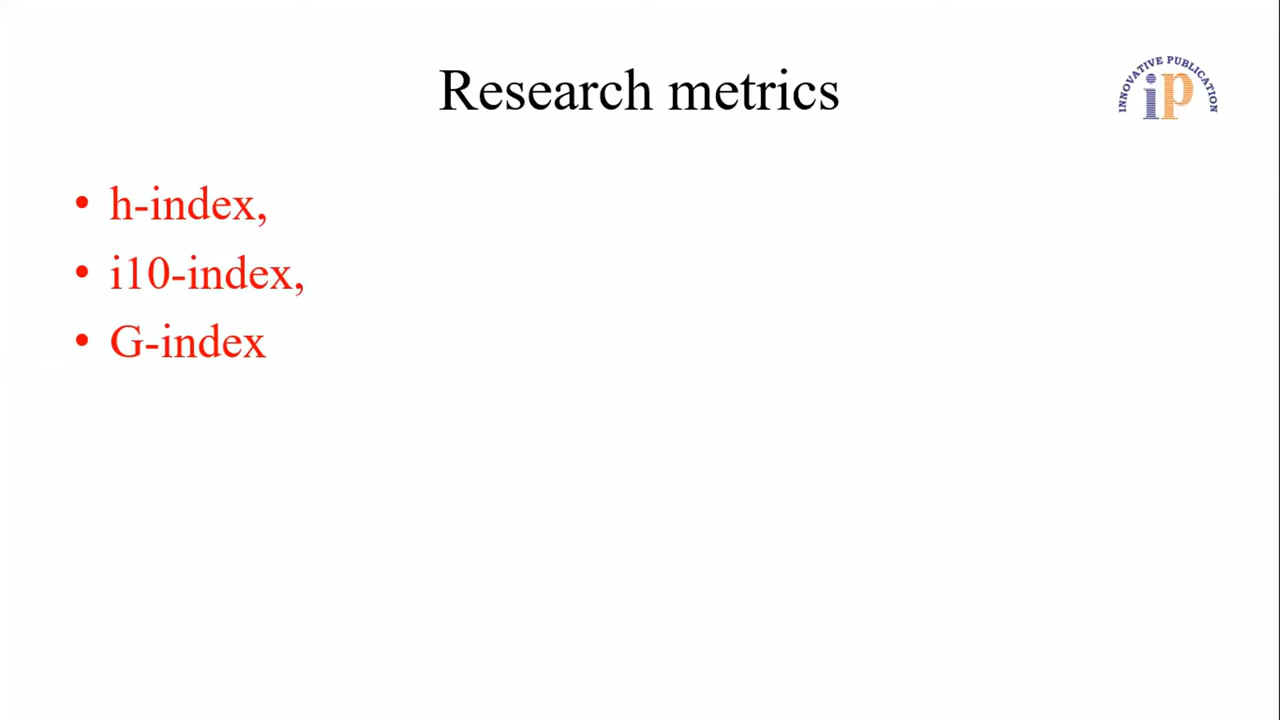 Research metrics
INNOVATIVE PUBLICATION
iP
• h-index,
• i10-index,
• G-index